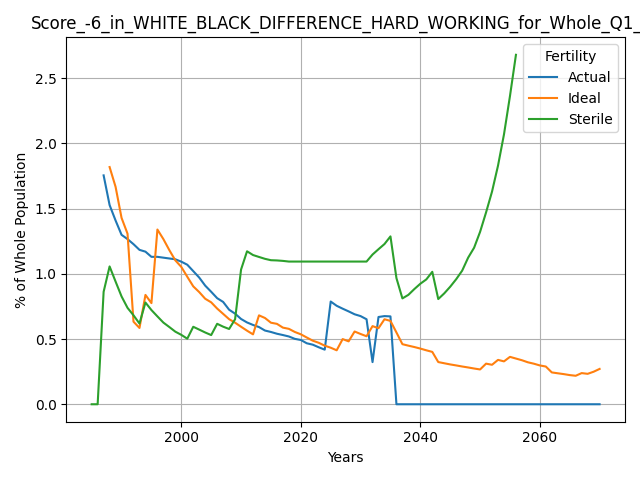 Score_-6_in_WHITE_BLACK_DIFFERENCE_HARD_WORKING_for_Whole_Q1_
Fertility
Actual
Ideal
Sterile
% of Whole Population
2.5
2.0
1.5
1.0
0.5
0.0
2000 2020 2040 2060
Years